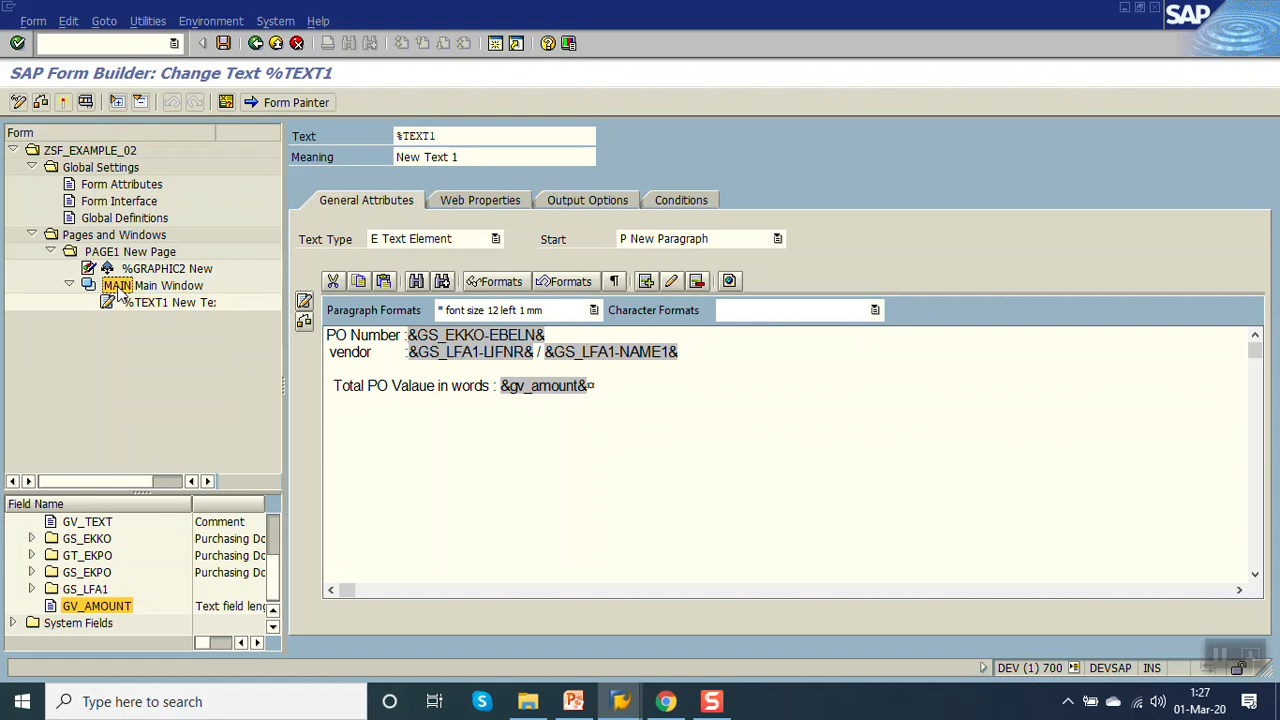 Form Edit Goto Utilities Environment System Help
SAP
SAP Form Builder: Change Text %TEXT1
Form Painter
Form
ZSF_EXAMPLE_02
Global Settings
Form Attributes
Form Interface
Global Definitions
Pages and Windows
PAGE1 New Page
%GRAPHIC2 New
MAIN Main Window
%TEXT1 New Te:
Text %TEXT1
Meaning New Text 1
General Attributes Web Properties Output Options Conditions
Text Type E Text Element Start P New Paragraph
Formats Formats ¶
Paragraph Formats * font size 12 left 1 mm Character Formats
PO Number :&GS_EKKO-EBELN&
vendor :&GS_LFA1-LIFNR& / &GS_LFA1-NAME1&
Total PO Valaue in words : &gv_amount&¤
Field Name
GV_TEXT Comment
GS_EKKO Purchasing Do
GT_EKPO Purchasing Do
GS_EKPO Purchasing Do
GS_LFA1
GV_AMOUNT Text field leng
System Fields
DEV (1) 700 DEVSAP INS
Type here to search
1:27
01-Mar-20